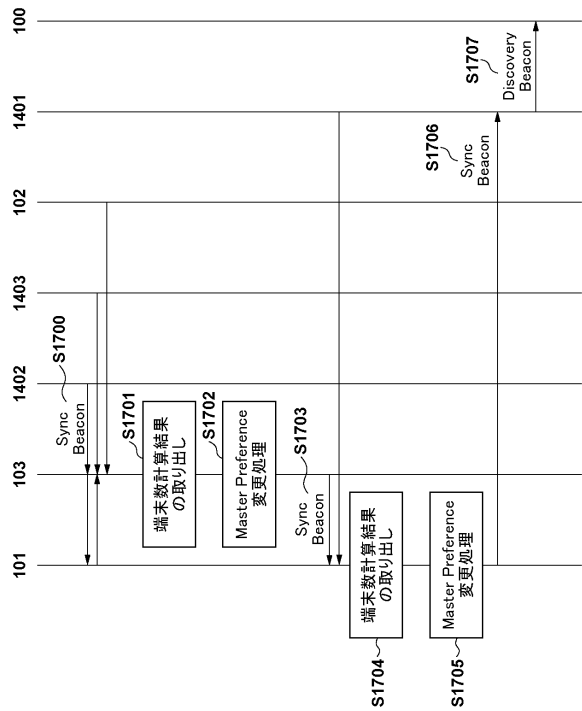 101
103
1402
1403
102
1401
100
Sync
Beacon
S1700
S1701
端末数計算結果
の取り出し
S1702
Master Preference
変更処理
Sync
Beacon
S1703
S1704
端末数計算結果
の取り出し
S1705
Master Preference
変更処理
S1706
Sync
Beacon
S1707
Discovery
Beacon